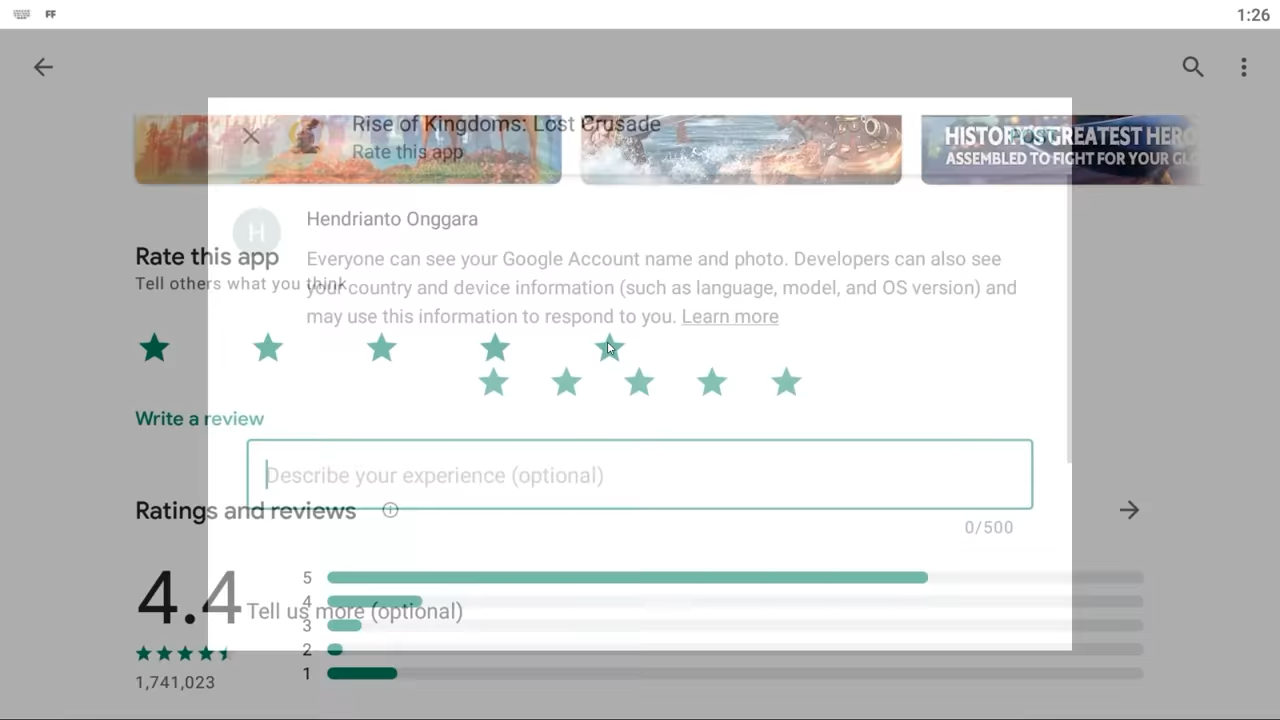 FF
1:26
Rise of Kingdoms: Lost Crusade
Rate this app
POST
HISTORY'S GREATEST HERO
ASSEMBLED TO FIGHT FOR YOUR GLO
H
Hendrianto Onggara
Everyone can see your Google Account name and photo. Developers can also see
your country and device information (such as language, model, and OS version) and
may use this information to respond to you. Learn more
Rate this app
Tell others what you think.
Write a review
Describe your experience (optional)
0/500
Ratings and reviews
Tell us more (optional)
4.4
1,741,023
5
4
3
2
1